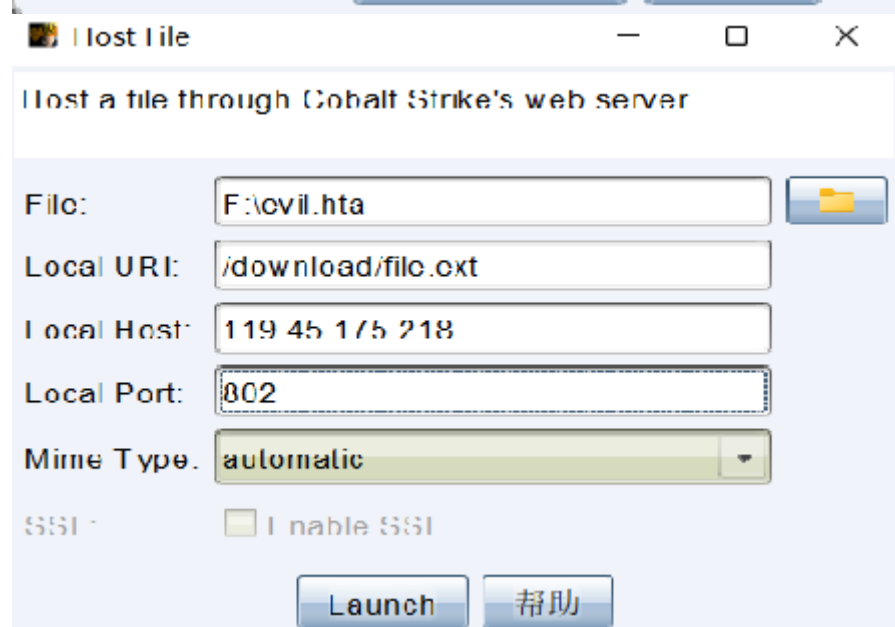 Host File
Host a file through Cobalt Strike's web server
File: F:\evil.hta
Local URI: /download/file.ext
Local Host: 119.45.175.218
Local Port: 802
Mime Type: automatic
SSL: Enable SSL
Launch 帮助